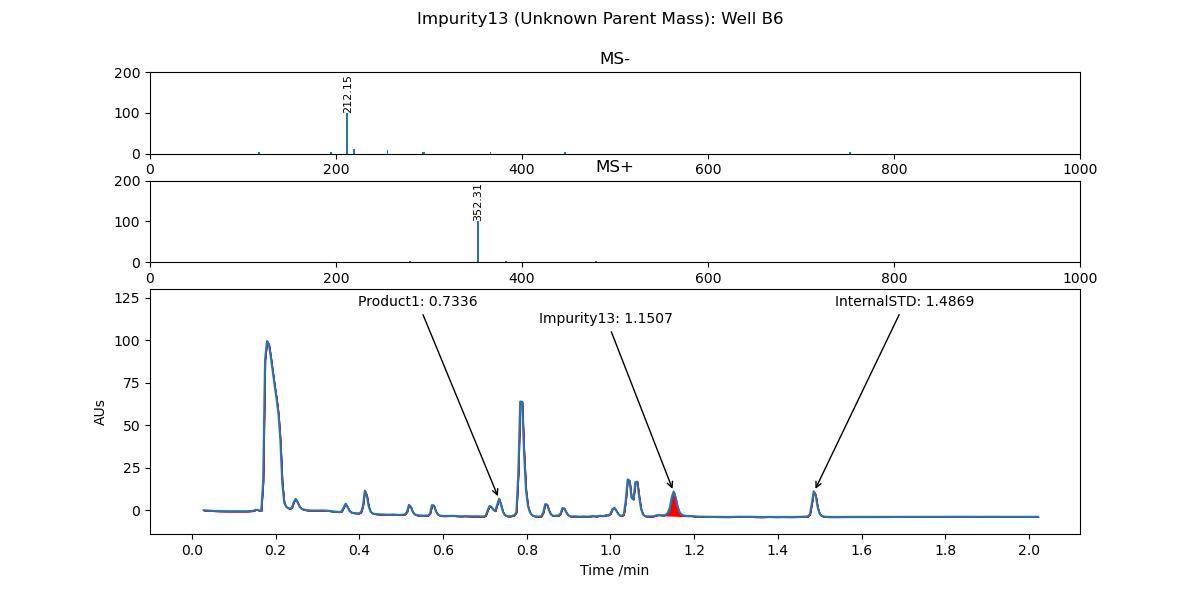 Impurity13 (Unknown Parent Mass): Well B6
MS-
200
100
0
212.15
0 200 400 600 800 1000
MS+
200
100
0
352.31
0 200 400 600 800 1000
Product1: 0.7336
InternalSTD: 1.4869
Impurity13: 1.1507
125
100
75
50
25
0
AUs
0.0 0.2 0.4 0.6 0.8 1.0 1.2 1.4 1.6 1.8 2.0
Time /min